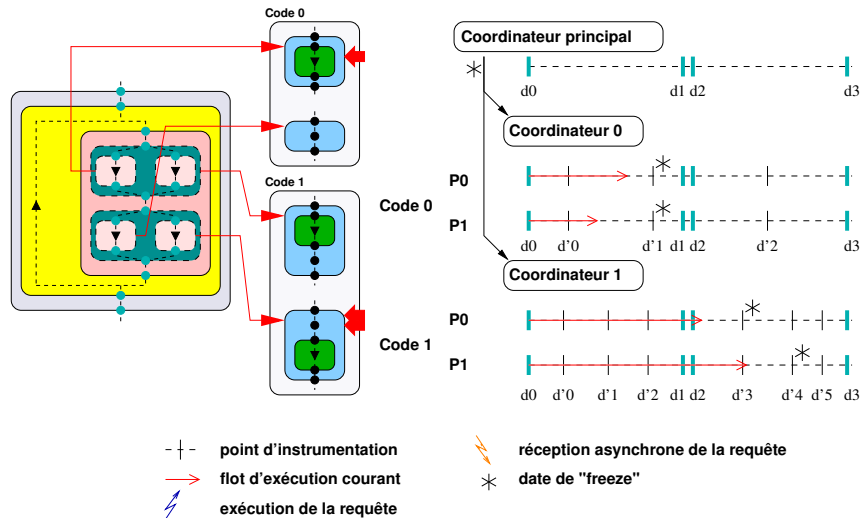 Code 0
Code 1
Code 0
Code 1
Coordinateur principal
d0 d1 d2 d3
Coordinateur 0
P0
P1
d0 d'0 d'1 d1 d2 d'2 d3
Coordinateur 1
P0
P1
d0 d'0 d'1 d'2 d1 d2 d'3 d'4 d'5 d3
point d'instrumentation
flot d'exécution courant
exécution de la requête
réception asynchrone de la requête
date de "freeze"